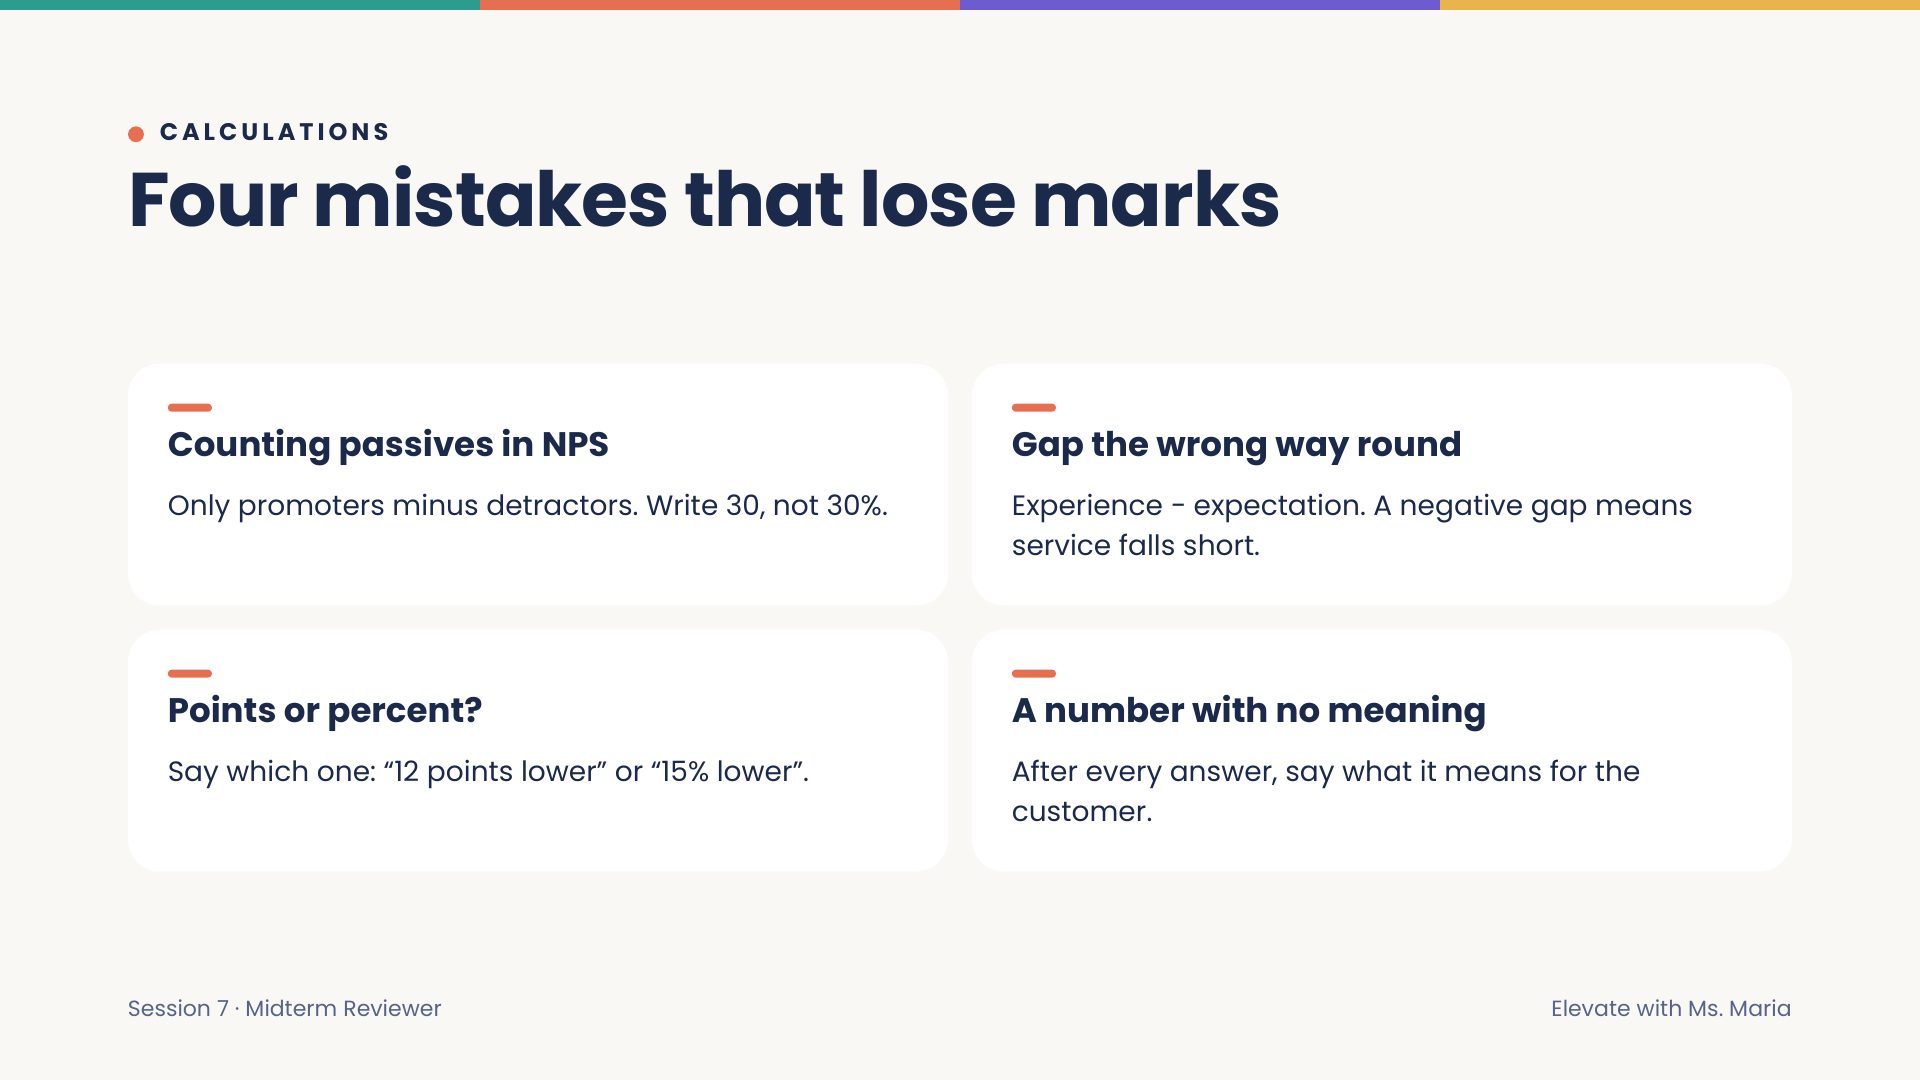 CALCULATIONS
Four mistakes that lose marks
Counting passives in NPS
Only promoters minus detractors. Write 30, not 30%.
Gap the wrong way round
Experience - expectation. A negative gap means
service falls short.
Points or percent?
Say which one: “12 points lower” or “15% lower”.
A number with no meaning
After every answer, say what it means for the
customer.
Session 7 · Midterm Reviewer
Elevate with Ms. Maria